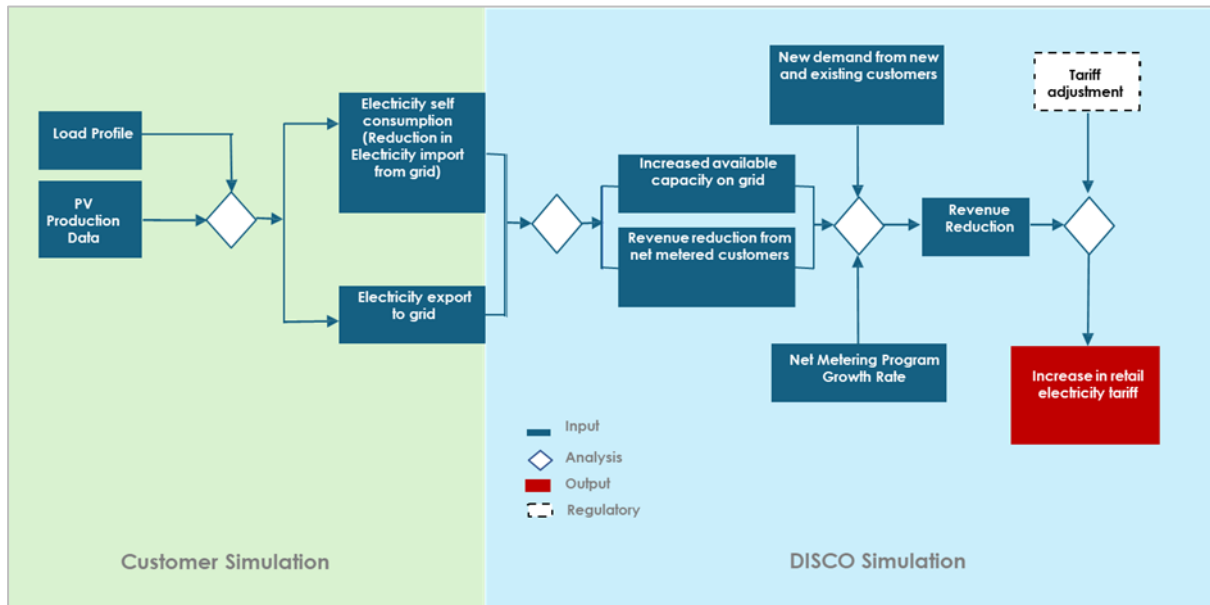 Load Profile
PV
Production
Data
Electricity self
consumption
(Reduction in
Electricity import
from grid)
Electricity export
to grid
Increased available
capacity on grid
Revenue reduction from
net metered customers
New demand from new
and existing customers
Net Metering Program
Growth Rate
Revenue
Reduction
Tariff
adjustment
Increase in retail
electricity tariff
Input
Analysis
Output
Regulatory
Customer Simulation
DISCO Simulation